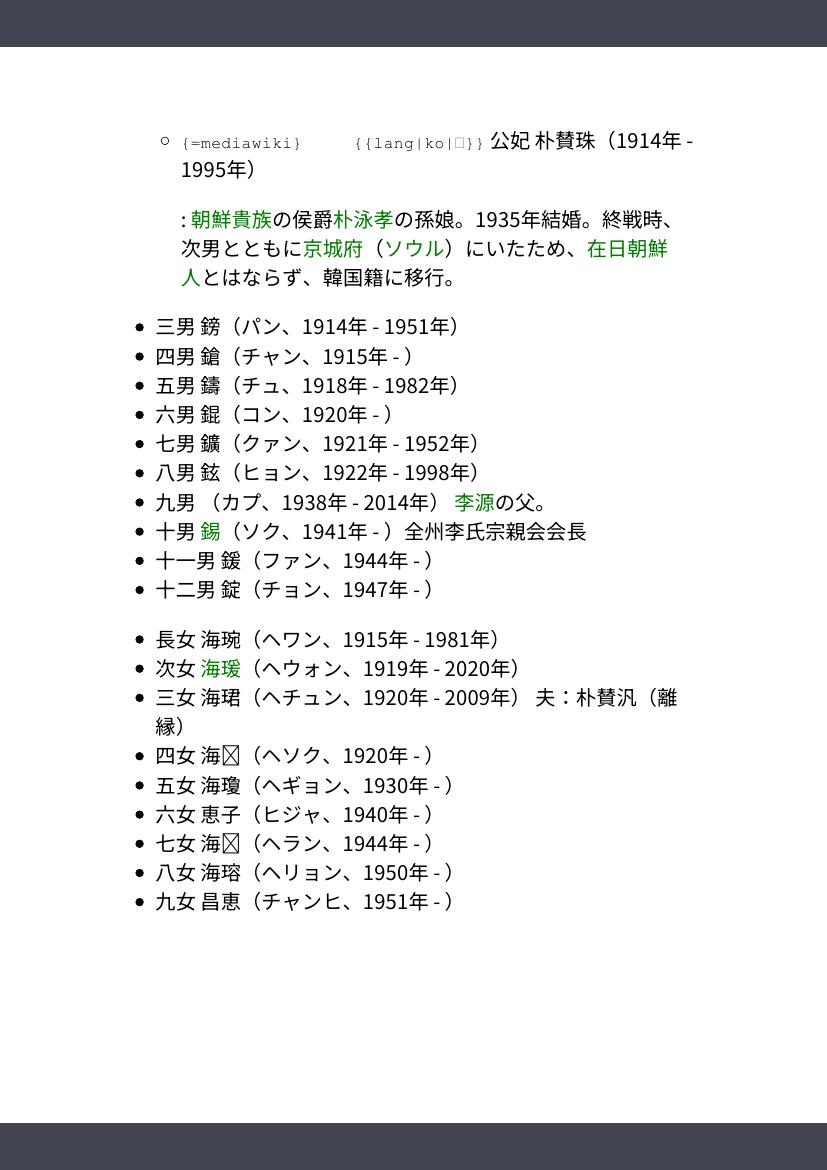 {=mediawiki} {{lang|ko|□}} 公妃 朴賛珠（1914年 -
1995年）
: 朝鮮貴族の侯爵朴泳孝の孫娘。1935年結婚。終戦時、
次男とともに京城府（ソウル）にいたため、在日朝鮮
人とはならず、韓国籍に移行。
三男 鎊（パン、1914年 - 1951年）
四男 鎗（チャン、1915年 - ）
五男 鑄（チュ、1918年 - 1982年）
六男 錕（コン、1920年 - ）
七男 鑛（クァン、1921年 - 1952年）
八男 鉉（ヒョン、1922年 - 1998年）
九男 （カプ、1938年 - 2014年） 李源の父。
十男 錫（ソク、1941年 - ）全州李氏宗親会会長
十一男 鍰（ファン、1944年 - ）
十二男 錠（チョン、1947年 - ）
長女 海琬（ヘワン、1915年 - 1981年）
次女 海瑗（ヘウォン、1919年 - 2020年）
三女 海珺（ヘチュン、1920年 - 2009年） 夫：朴賛汎（離
縁）
四女 海（ヘソク、1920年 - ）
五女 海瓊（ヘギョン、1930年 - ）
六女 恵子（ヒジャ、1940年 - ）
七女 海（ヘラン、1944年 - ）
八女 海瑢（ヘリョン、1950年 - ）
九女 昌恵（チャンヒ、1951年 - ）